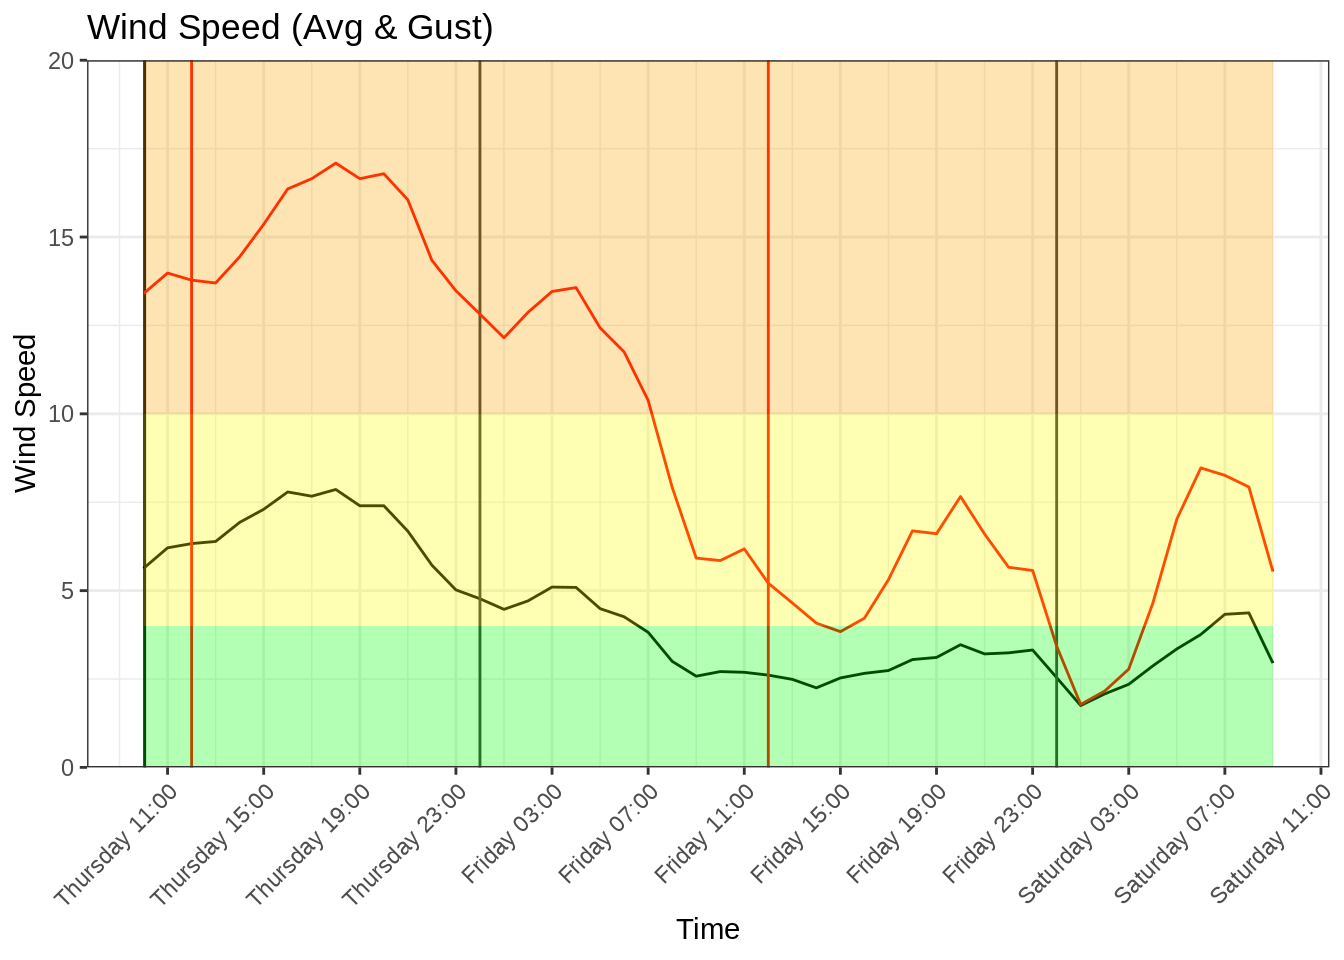 Wind Speed (Avg & Gust)
20
15
10
5
0
Wind Speed
Thursday 11:00
Thursday 15:00
Thursday 19:00
Thursday 23:00
Friday 03:00
Friday 07:00
Friday 11:00
Friday 15:00
Friday 19:00
Friday 23:00
Saturday 03:00
Saturday 07:00
Saturday 11:00
Time